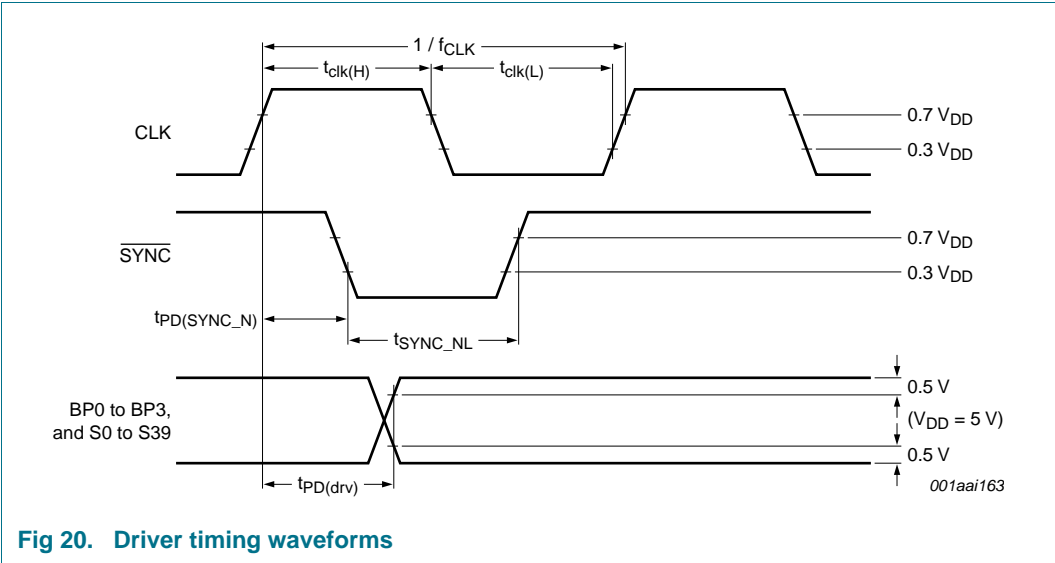 1 / fCLK
tclk(H)
tclk(L)
CLK
0.7 VDD
0.3 VDD
SYNC
0.7 VDD
0.3 VDD
tPD(SYNC_N)
tSYNC_NL
BP0 to BP3,
and S0 to S39
0.5 V
(VDD = 5 V)
0.5 V
tPD(drv)
001aai163
Fig 20. Driver timing waveforms